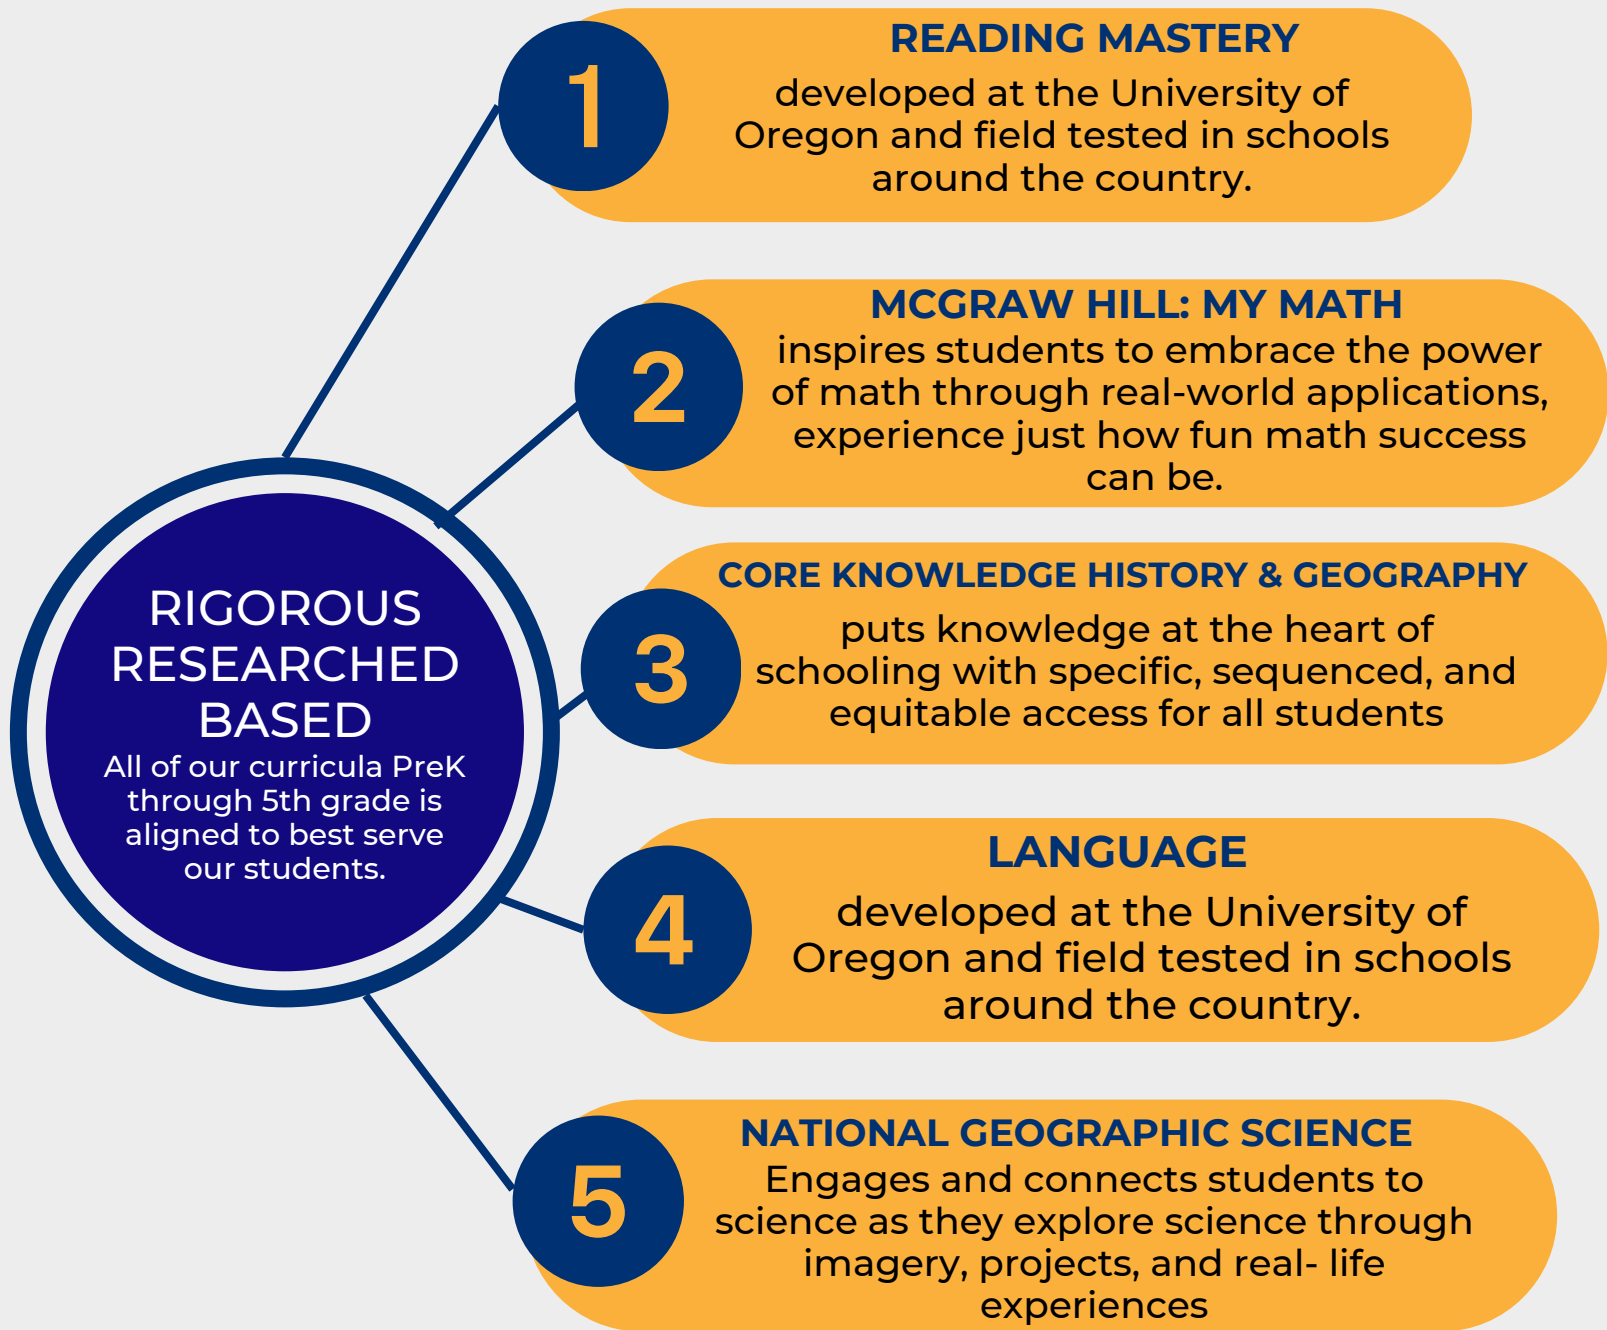 1
READING MASTERY
developed at the University of
Oregon and field tested in schools
around the country.
2
MCGRAW HILL: MY MATH
inspires students to embrace the power
of math through real-world applications,
experience just how fun math success
can be.
RIGOROUS
RESEARCHED
BASED
All of our curricula PreK
through 5th grade is
aligned to best serve
our students.
3
CORE KNOWLEDGE HISTORY & GEOGRAPHY
puts knowledge at the heart of
schooling with specific, sequenced, and
equitable access for all students
4
LANGUAGE
developed at the University of
Oregon and field tested in schools
around the country.
5
NATIONAL GEOGRAPHIC SCIENCE
Engages and connects students to
science as they explore science through
imagery, projects, and real- life
experiences